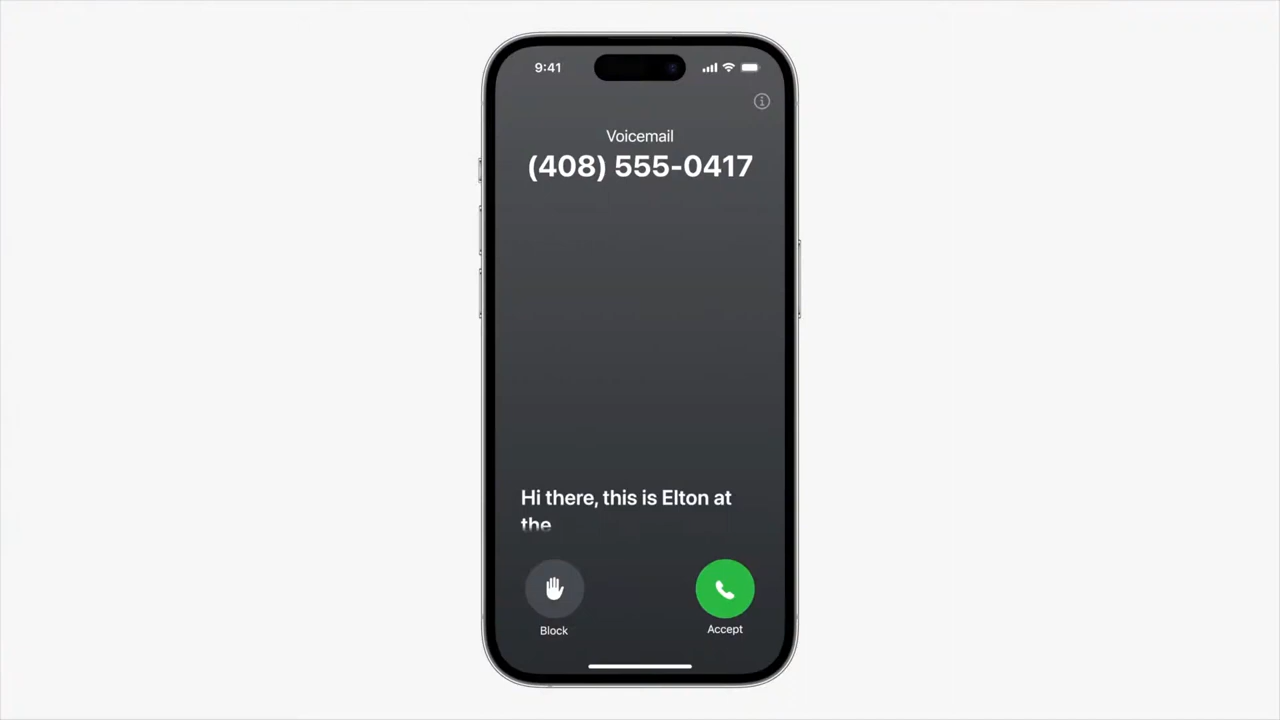 9:41
Voicemail
(408) 555-0417
Hi there, this is Elton at
the
Block
Accept